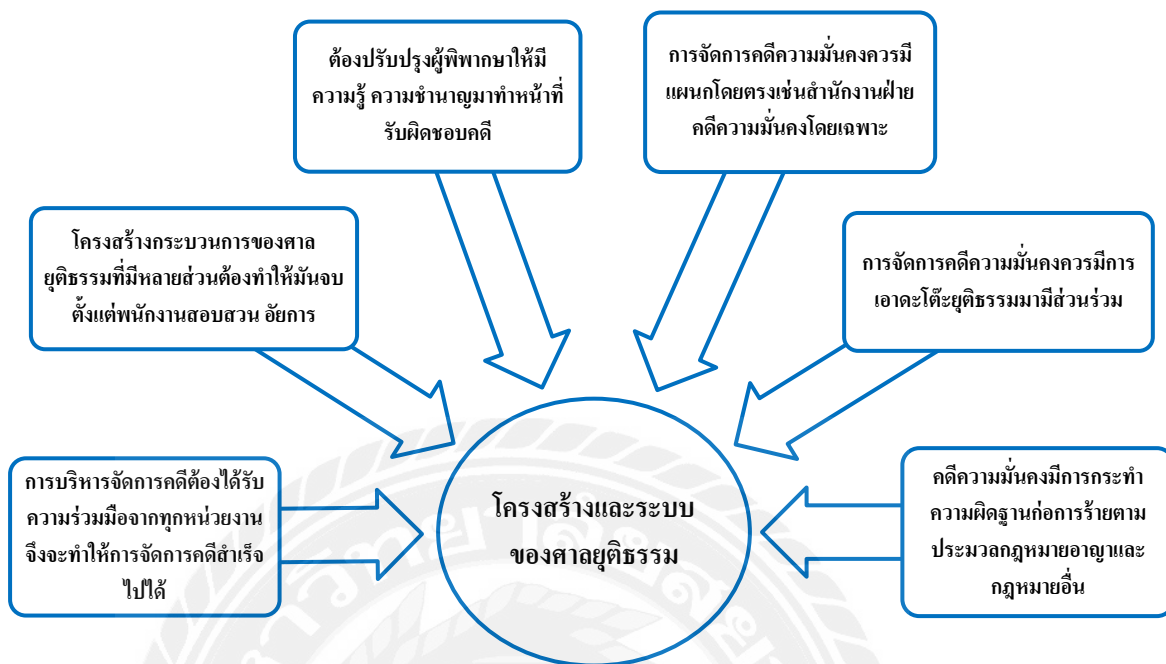 ต้องปรับปรุงผู้พิพากษาให้มี
ความรู้ ความชำนาญมาทำหน้าที่
รับผิดชอบคดี
การจัดการคดีความมั่นคงควรมี
แผนกโดยตรงเช่นสำนักงานฝ่าย
คดีความมั่นคงโดยเฉพาะ
โครงสร้างกระบวนการของศาล
ยุติธรรมที่มีหลายส่วนต้องทำให้มันจบ
ตั้งแต่พนักงานสอบสวน อัยการ
การจัดการคดีความมั่นคงควรมีการ
เอาดะโต๊ะยุติธรรมมามีส่วนร่วม
การบริหารจัดการคดีต้องได้รับ
ความร่วมมือจากทุกหน่วยงาน
จึงจะทำให้การจัดการคดีสำเร็จ
ไปได้
โครงสร้างและระบบ
ของศาลยุติธรรม
คดีความมั่นคงมีการกระทำ
ความผิดฐานก่อการร้ายตาม
ประมวลกฎหมายอาญาและ
กฎหมายอื่น